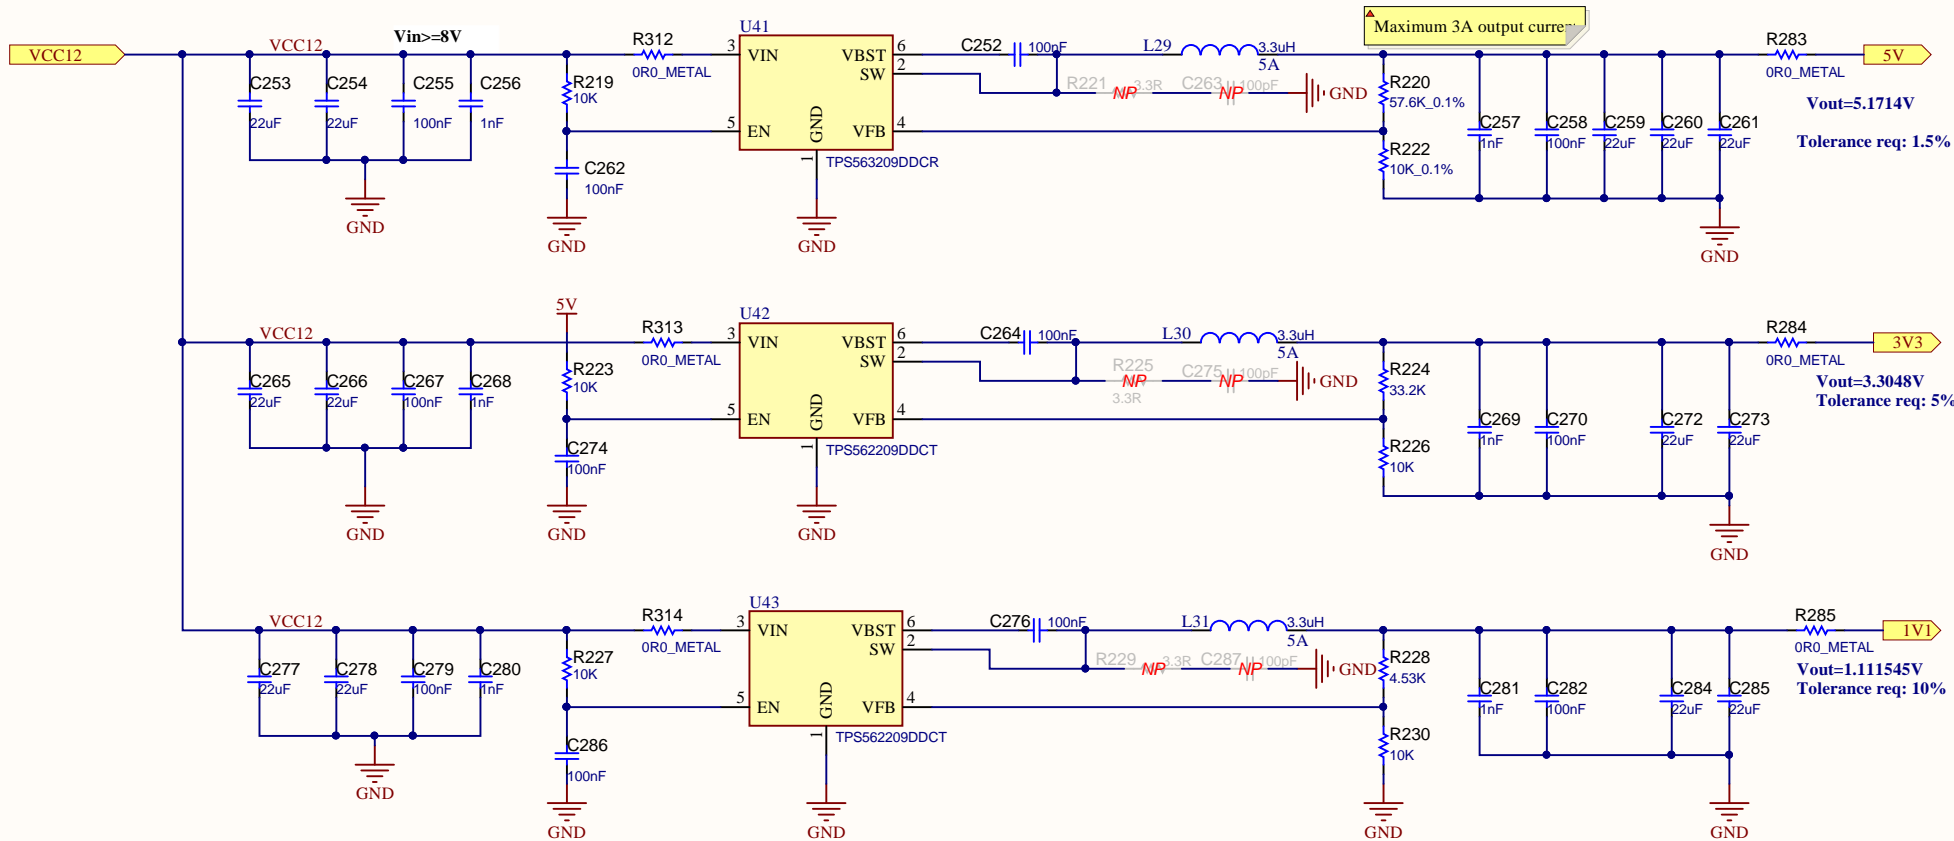 VCC12
VCC12
Vin>=8V
C253
22uF
C254
22uF
C255
100nF
C256
1nF
GND
R219
10K
C262
100nF
GND
R312
0R0_METAL
U41
3
VIN
5
EN
VBST
6
SW
2
VFB
4
GND
1
TPS563209DDCR
GND
C252
100nF
L29
3.3uH
5A
R221
NP
3.3R
C263
NP
100pF
GND
Maximum 3A output curre
R220
57.6K_0.1%
R222
10K_0.1%
C257
1nF
C258
100nF
C259
22uF
C260
22uF
C261
22uF
GND
R283
0R0_METAL
5V
Vout=5.1714V
Tolerance req: 1.5%
VCC12
C265
22uF
C266
22uF
C267
100nF
C268
1nF
GND
5V
R223
10K
C274
100nF
GND
R313
0R0_METAL
U42
3
VIN
5
EN
VBST
6
SW
2
VFB
4
GND
1
TPS562209DDCT
GND
C264
100nF
L30
3.3uH
5A
R225
NP
3.3R
C275
NP
100pF
GND
R224
33.2K
R226
10K
C269
1nF
C270
100nF
C272
22uF
C273
22uF
GND
R284
0R0_METAL
3V3
Vout=3.3048V
Tolerance req: 5%
VCC12
C277
22uF
C278
22uF
C279
100nF
C280
1nF
GND
R227
10K
C286
100nF
GND
R314
0R0_METAL
U43
3
VIN
5
EN
VBST
6
SW
2
VFB
4
GND
1
TPS562209DDCT
GND
C276
100nF
L31
3.3uH
5A
R229
NP
3.3R
C287
NP
100pF
GND
R228
4.53K
R230
10K
GND
C281
1nF
C282
100nF
C284
22uF
C285
22uF
GND
R285
0R0_METAL
1V1
Vout=1.111545V
Tolerance req: 10%